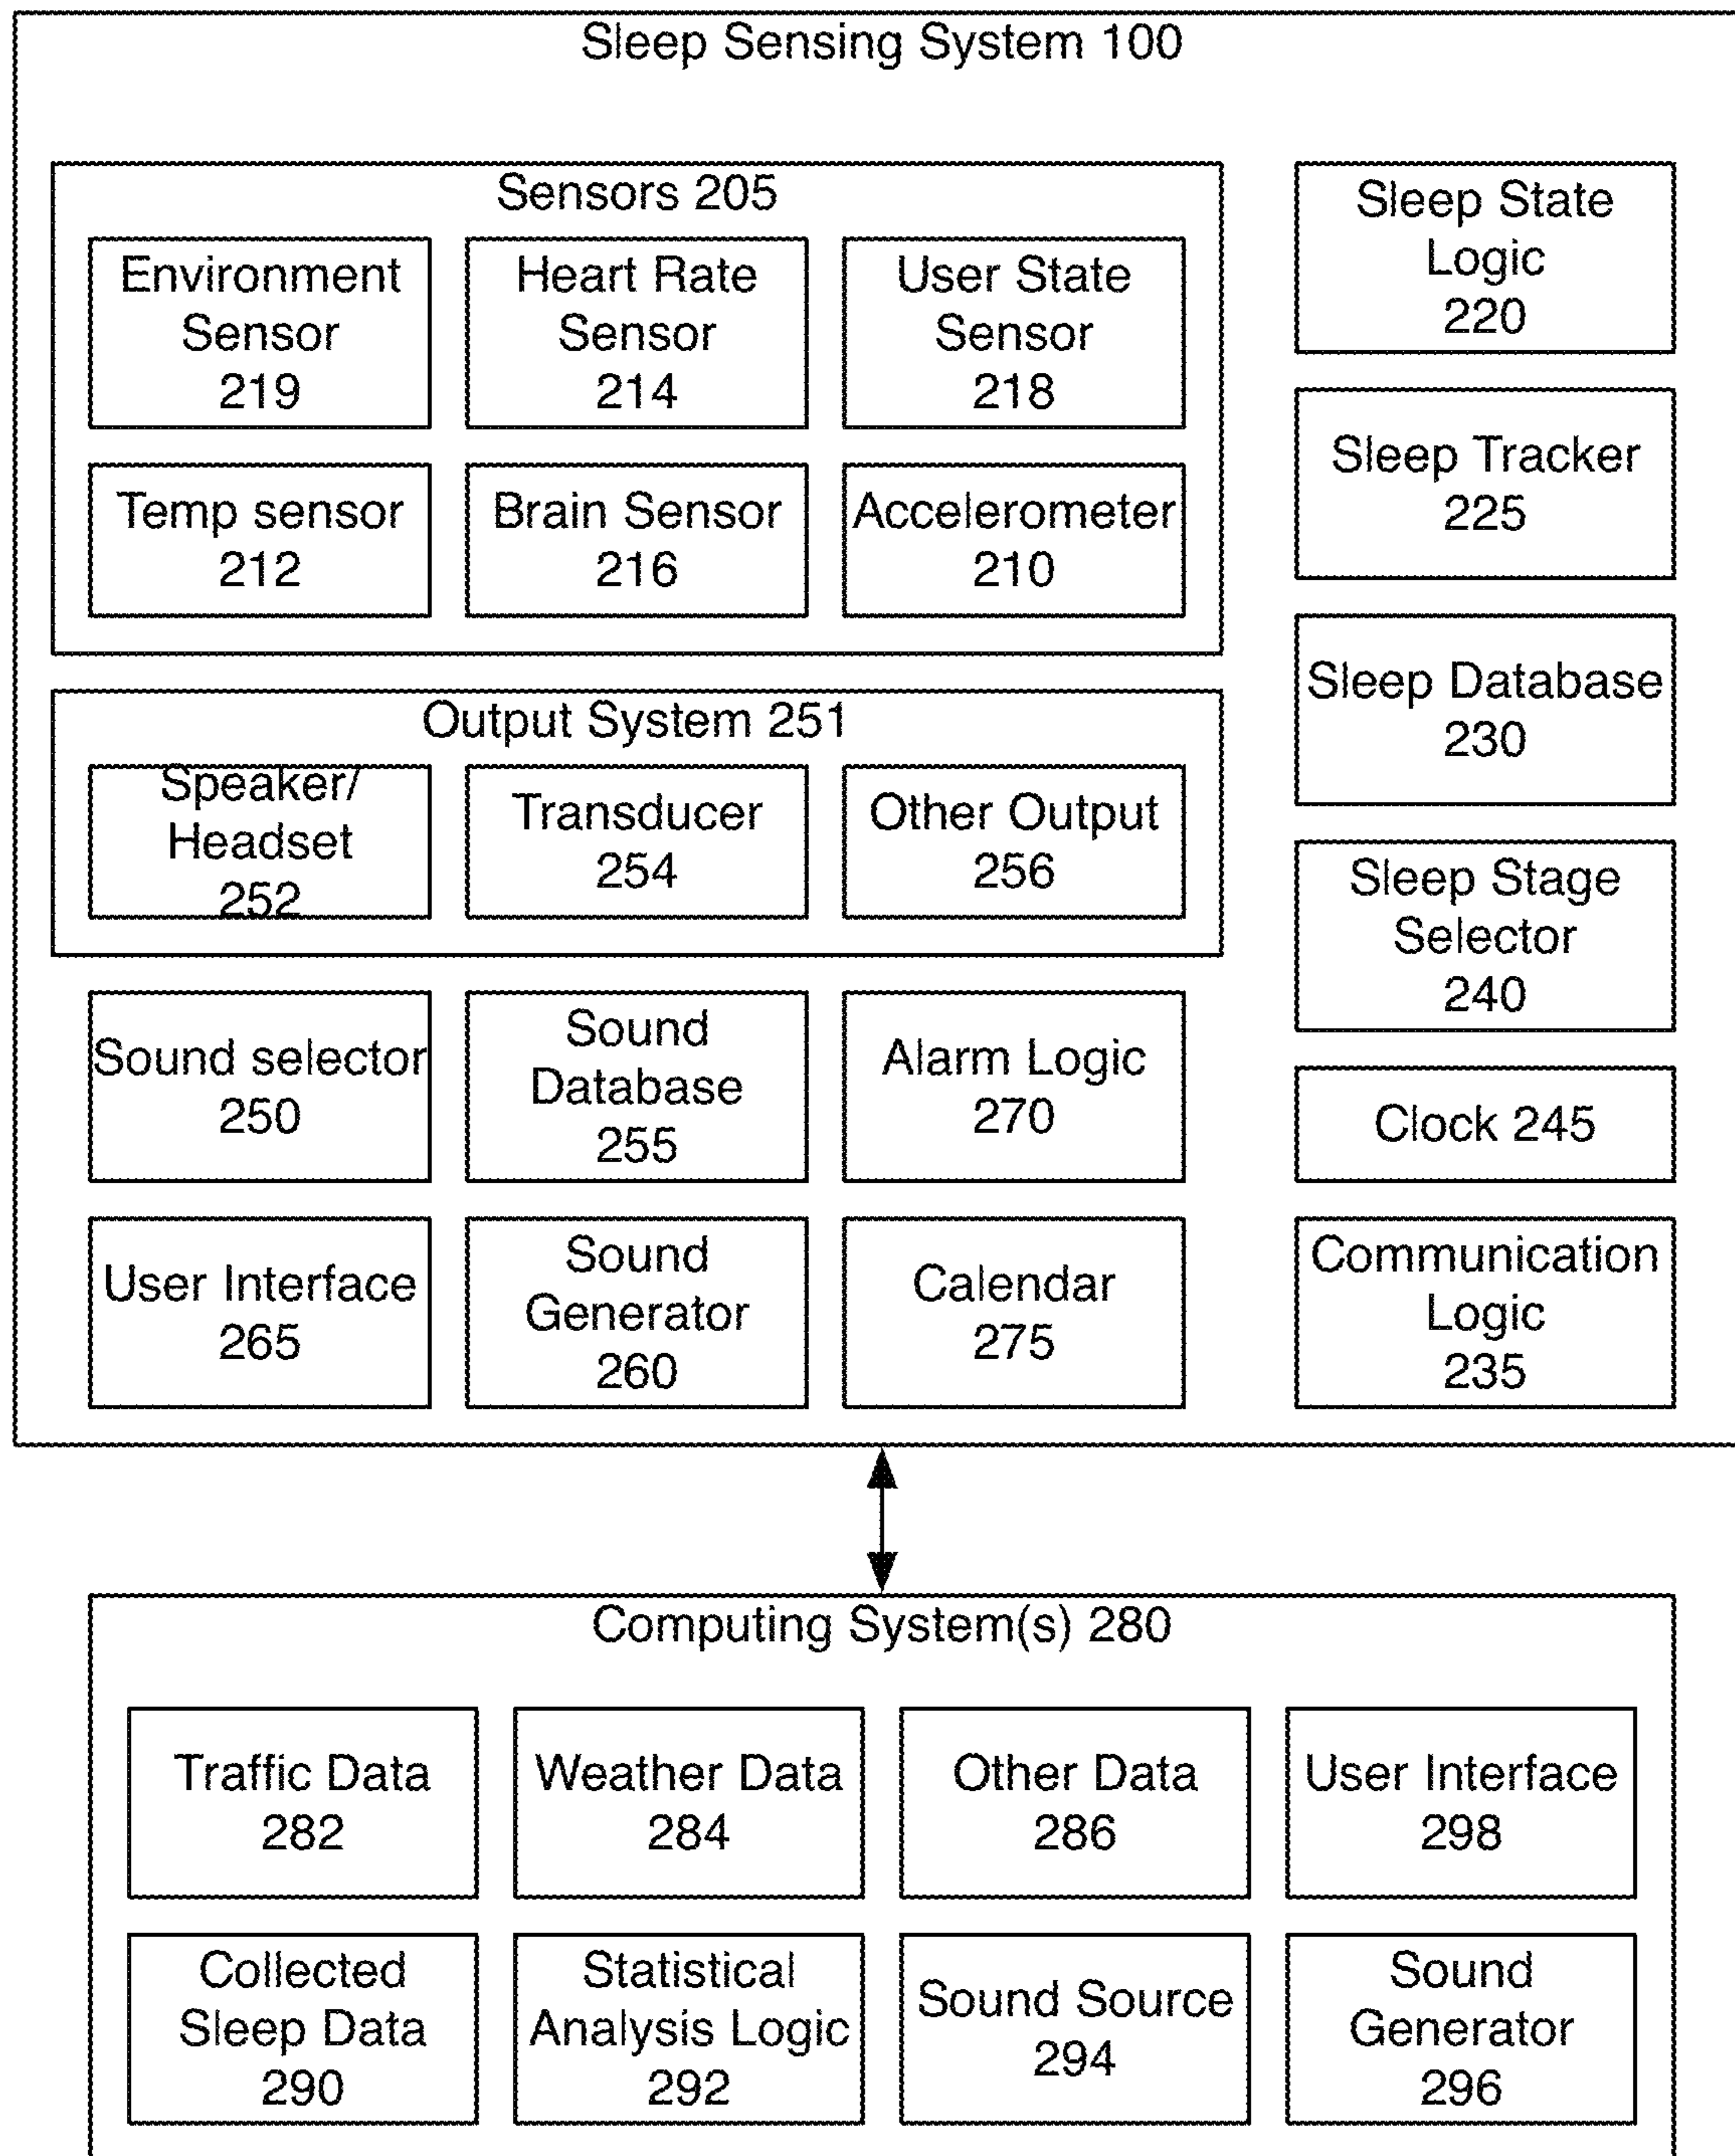 Sleep Sensing System 100
Sensors 205
Environment
Sensor
219
Heart Rate
Sensor
214
User State
Sensor
218
Temp sensor
212
Brain Sensor
216
Accelerometer
210
Output System 251
Speaker/
Headset
252
Transducer
254
Other Output
256
Sound selector
250
Sound
Database
255
Alarm Logic
270
User Interface
265
Sound
Generator
260
Calendar
275
Sleep State
Logic
220
Sleep Tracker
225
Sleep Database
230
Sleep Stage
Selector
240
Clock 245
Communication
Logic
235
Computing System(s) 280
Traffic Data
282
Weather Data
284
Other Data
286
User Interface
298
Collected
Sleep Data
290
Statistical
Analysis Logic
292
Sound Source
294
Sound
Generator
296